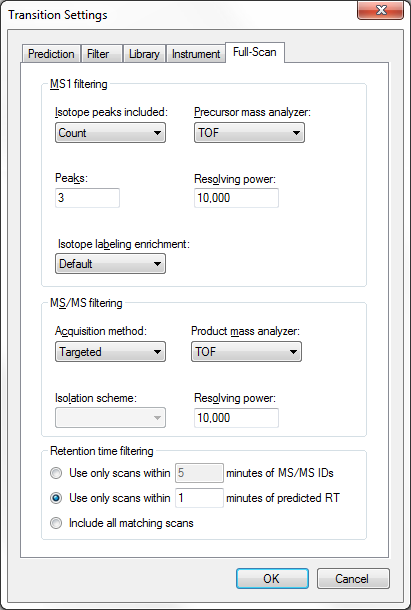 Transition Settings
Prediction Filter Library Instrument Full-Scan
MS1 filtering
Isotope peaks included: Precursor mass analyzer:
Count TOF
Peaks: Resolving power:
3 10,000
Isotope labeling enrichment:
Default
MS/MS filtering
Acquisition method: Product mass analyzer:
Targeted TOF
Isolation scheme: Resolving power:
10,000
Retention time filtering
Use only scans within 5 minutes of MS/MS IDs
Use only scans within 1 minutes of predicted RT
Include all matching scans
OK Cancel